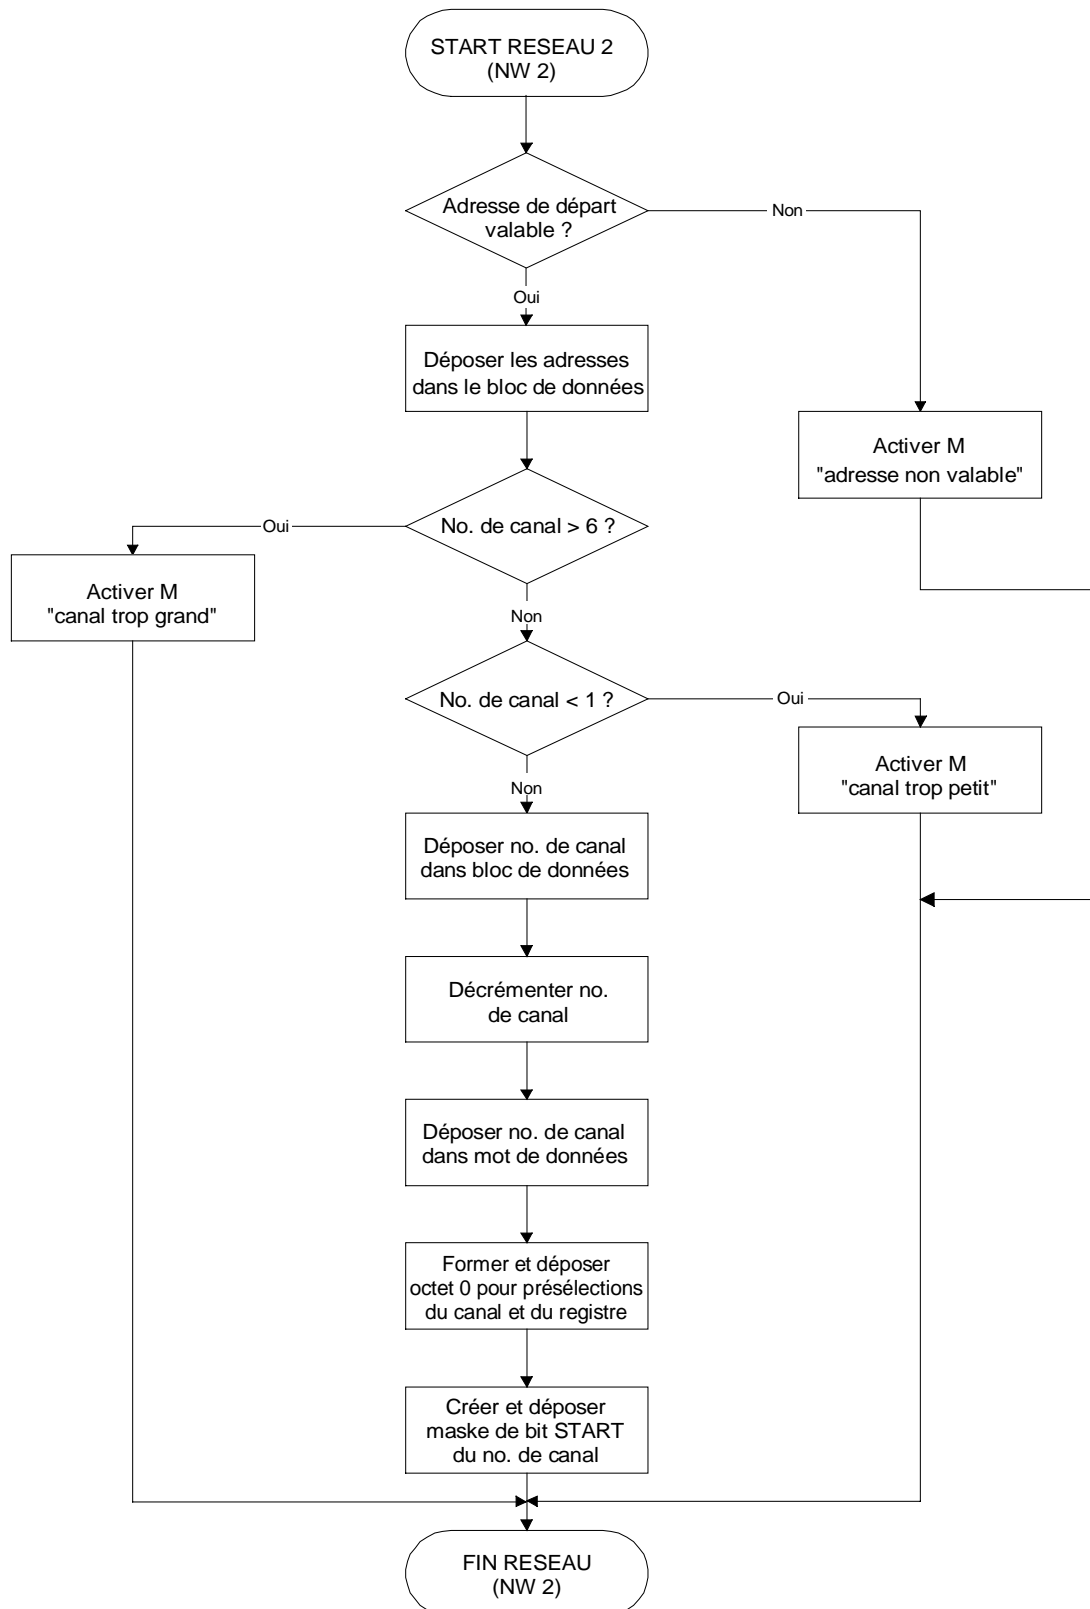 START RESEAU 2
(NW 2)
Adresse de départ
valable ?
Non
Oui
Déposer les adresses
dans le bloc de données
Activer M
"adresse non valable"
No. de canal > 6 ?
Oui
Activer M
"canal trop grand"
Non
No. de canal < 1 ?
Oui
Activer M
"canal trop petit"
Non
Déposer no. de canal
dans bloc de données
Décrémenter no.
de canal
Déposer no. de canal
dans mot de données
Former et déposer
octet 0 pour présélections
du canal et du registre
Créer et déposer
maske de bit START
du no. de canal
FIN RESEAU
(NW 2)